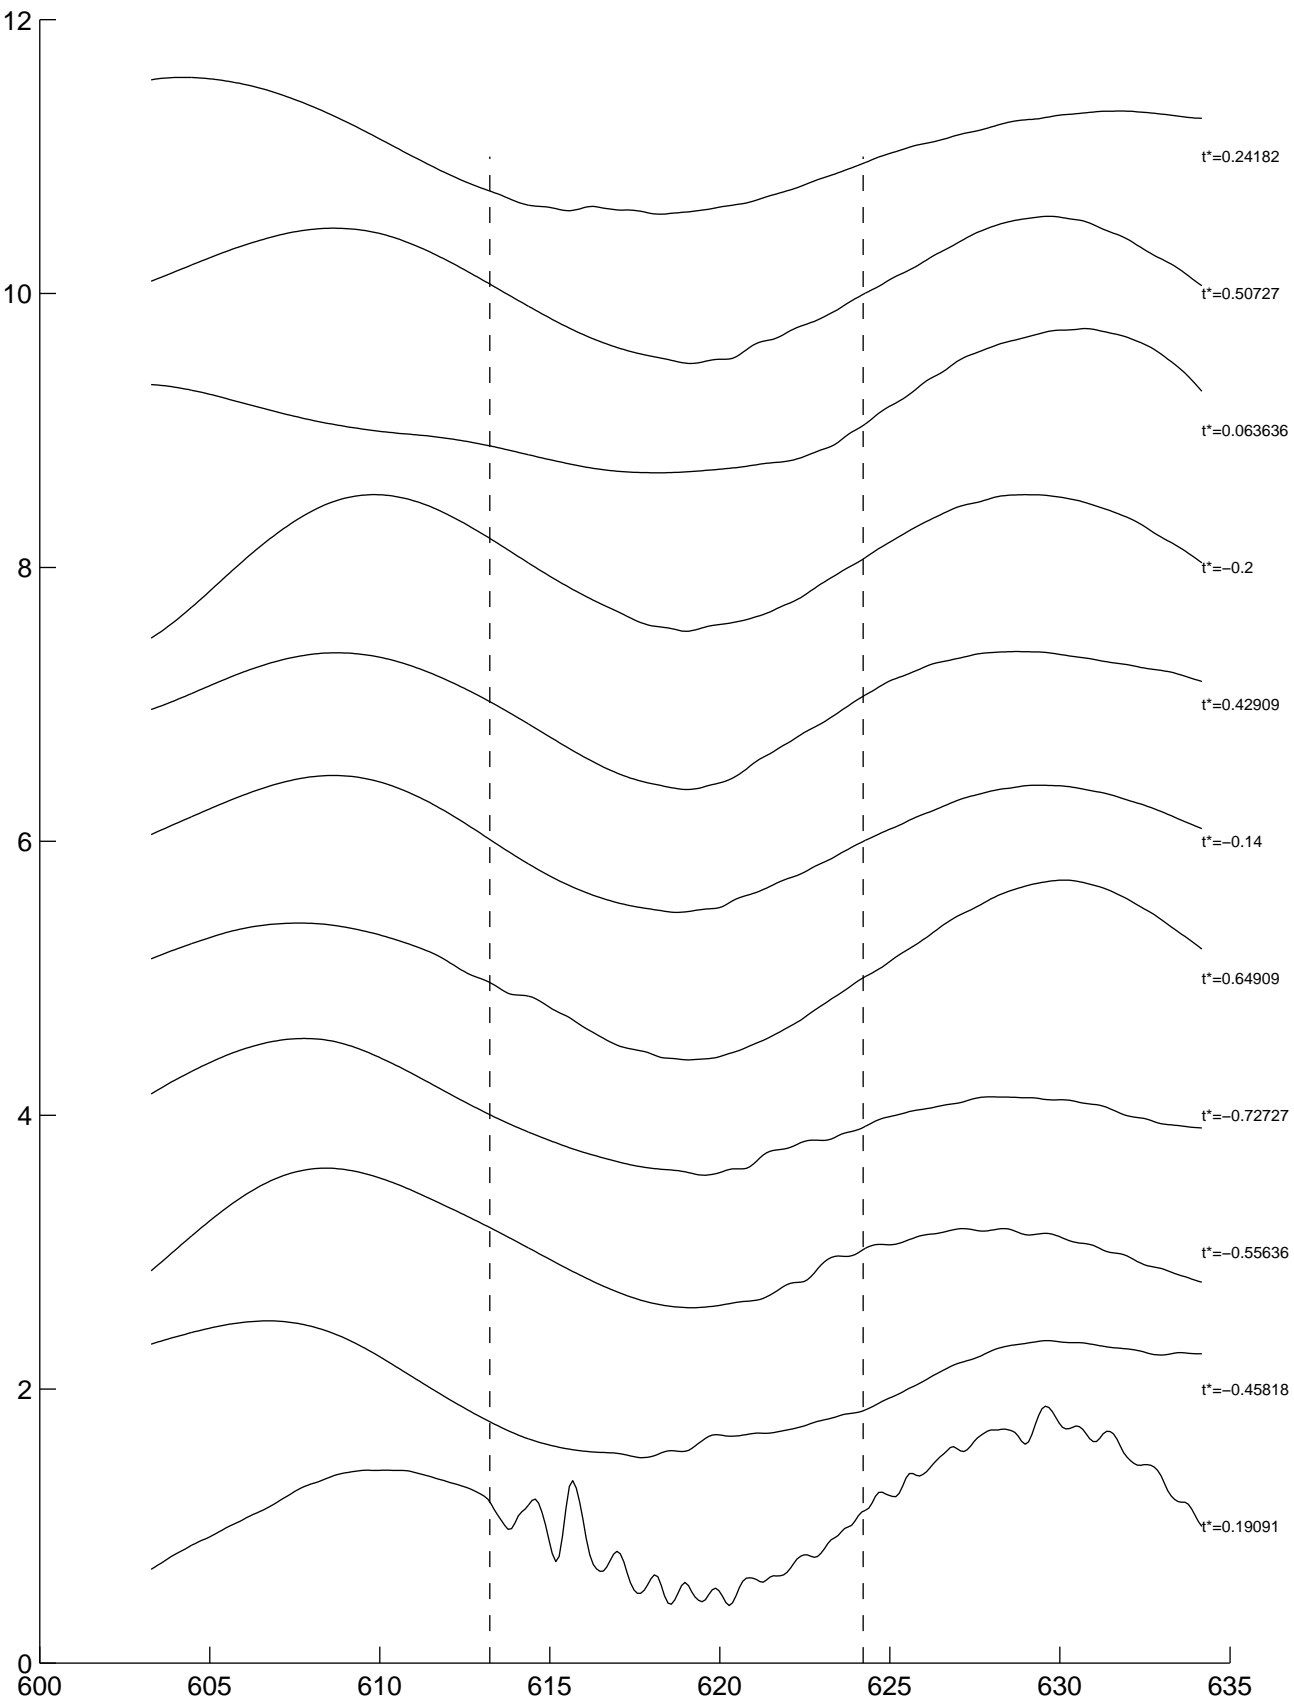 12
t*=0.24182
10
t*=0.50727
t*=0.063636
8
t*=−0.2
t*=0.42909
6
t*=−0.14
t*=0.64909
4
t*=−0.72727
t*=−0.55636
2
t*=−0.45818
t*=0.19091
0
600 605 610 615 620 625 630 635